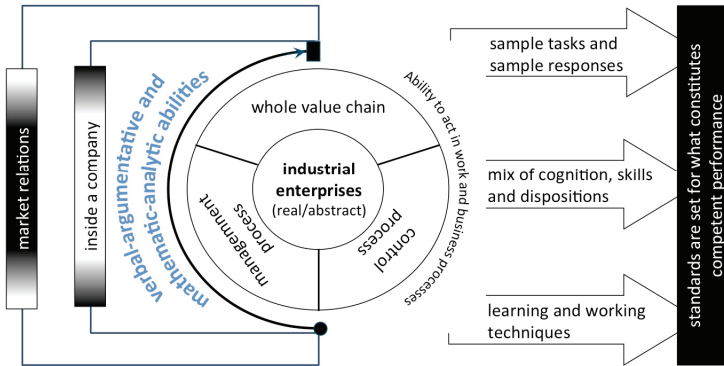 market relations
inside a company
verbal-argumentative and
mathematic-analytic abilities
whole value chain
industrial
enterprises
(real/abstract)
management
process
control
process
Ability to act in work and business processes
sample tasks and
sample responses
mix of cognition, skills
and dispositions
learning and working
techniques
standards are set for what constitutes
competent performance